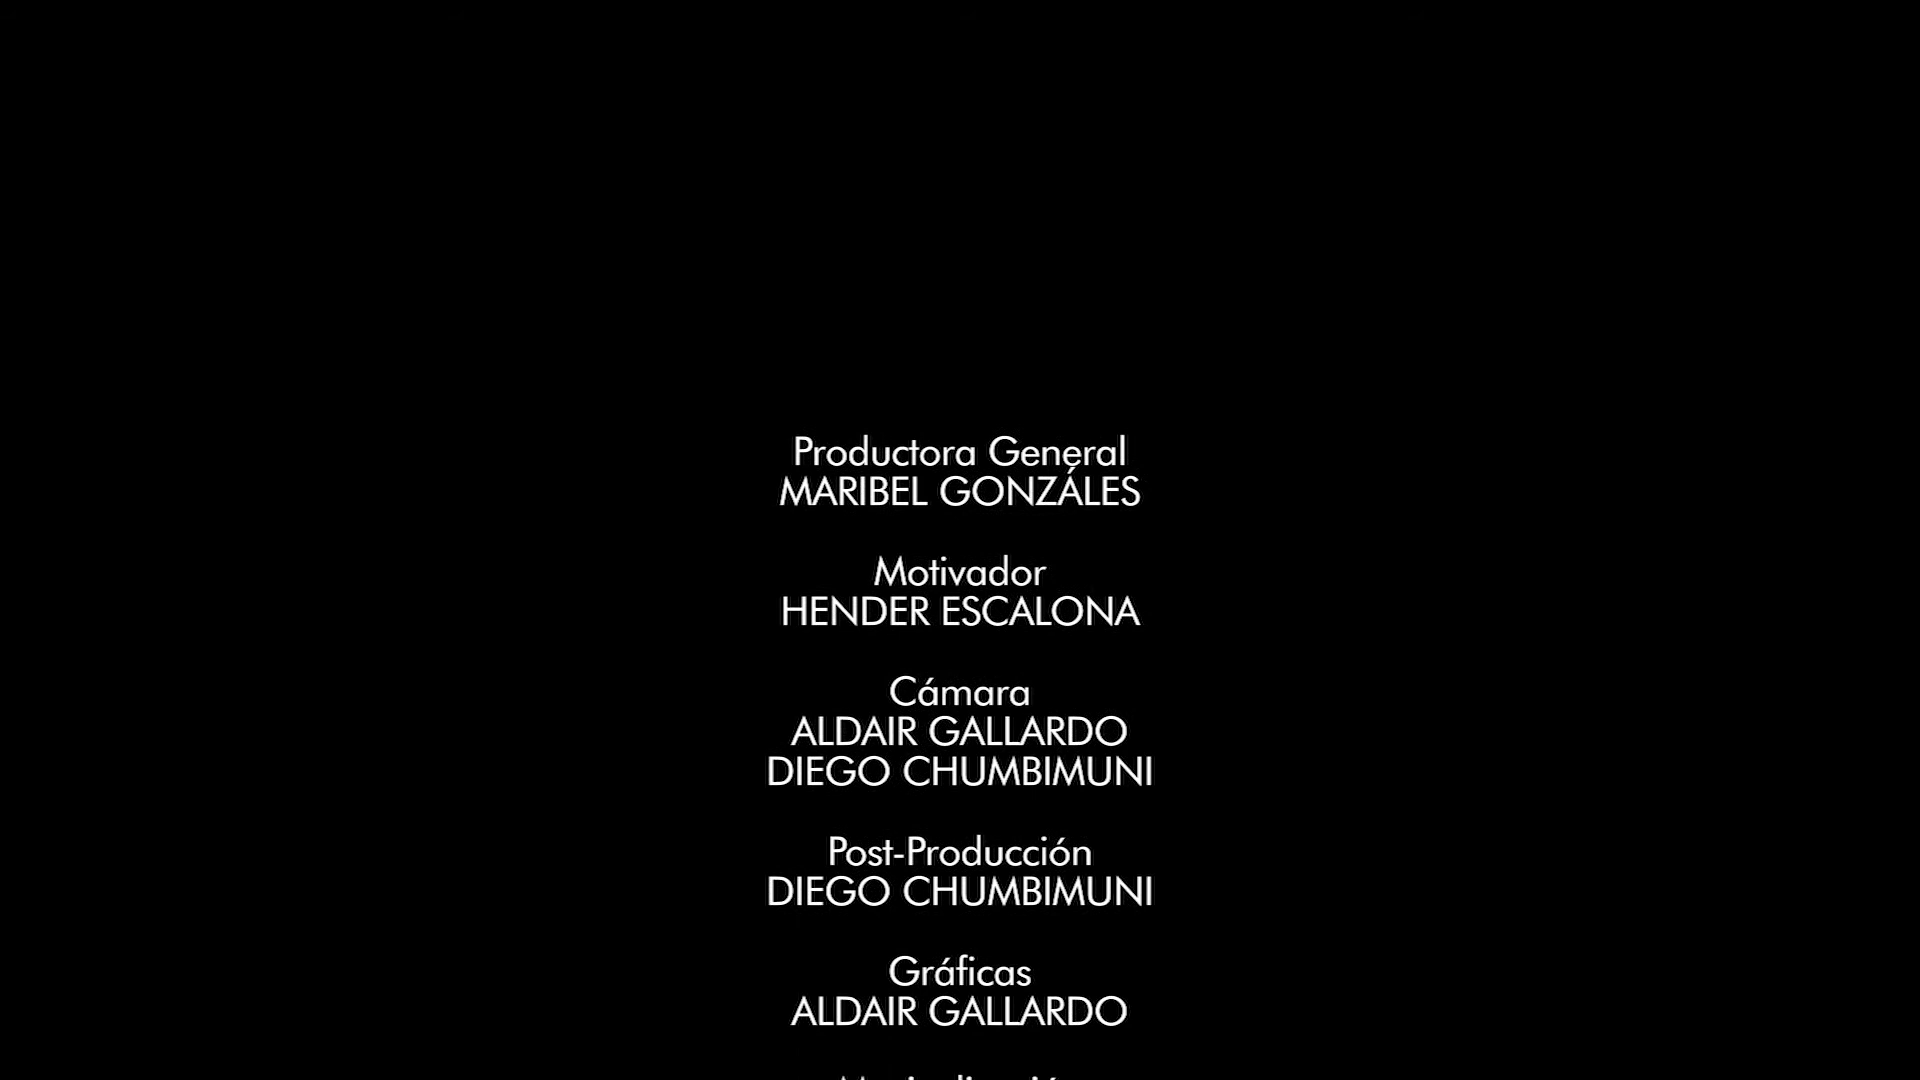 Productora General
MARIBEL GONZÁLES
Motivador
HENDER ESCALONA
Cámara
ALDAIR GALLARDO
DIEGO CHUMBIMUNI
Post-Producción
DIEGO CHUMBIMUNI
Gráficas
ALDAIR GALLARDO